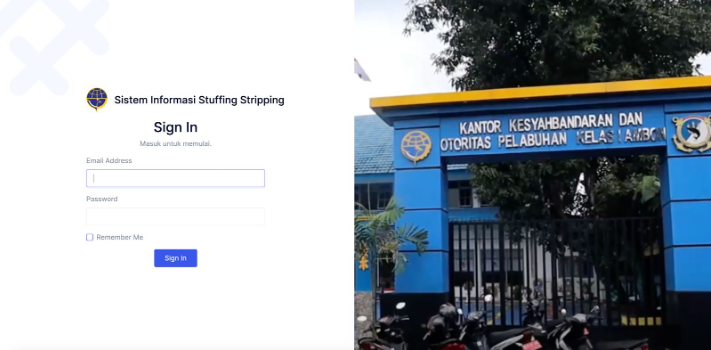 Sistem Informasi Stuffing Stripping
Sign In
Masuk untuk memulai.
Email Address
Password
Remember Me
Sign In
KANTOR KESYAHBANDARAN DAN
OTORITAS PELABUHAN KELAS I AMBON